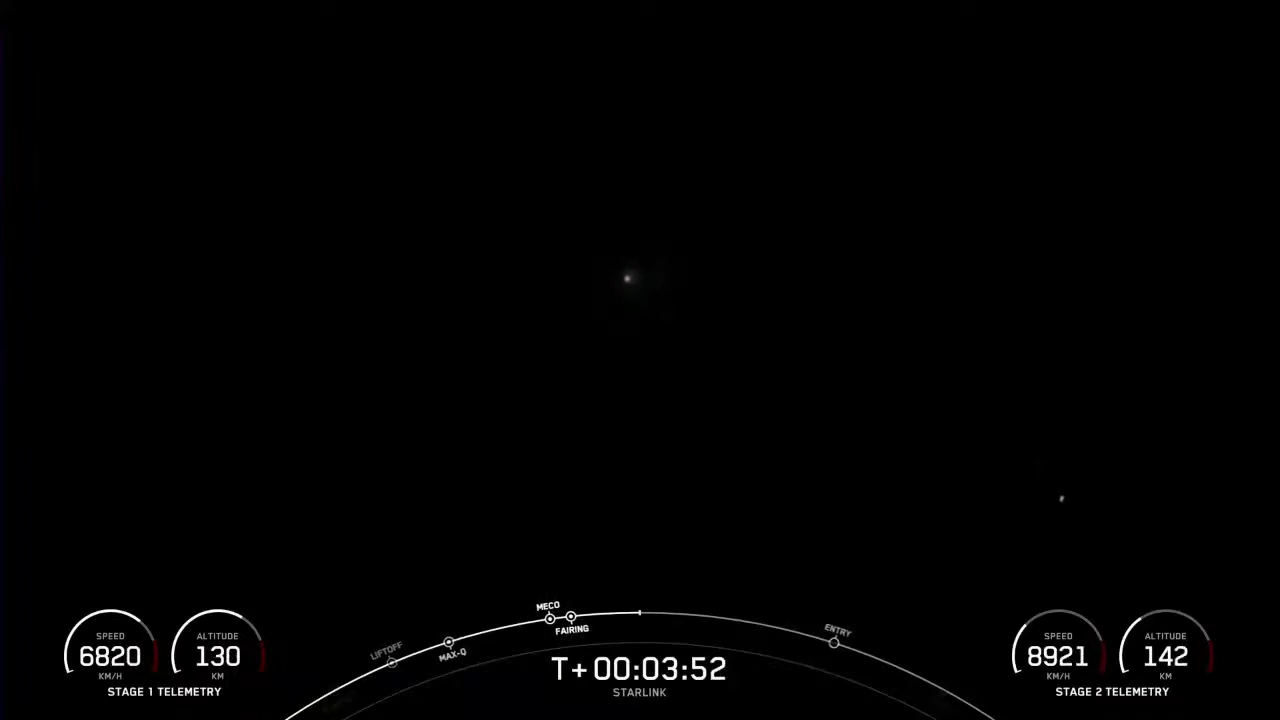 MECO
FAIRING
LIFTOFF
MAX-Q
ENTRY
SPEED
6820
KM/H
ALTITUDE
130
KM
STAGE 1 TELEMETRY
T+00:03:52
STARLINK
SPEED
8921
KM/H
ALTITUDE
142
KM
STAGE 2 TELEMETRY